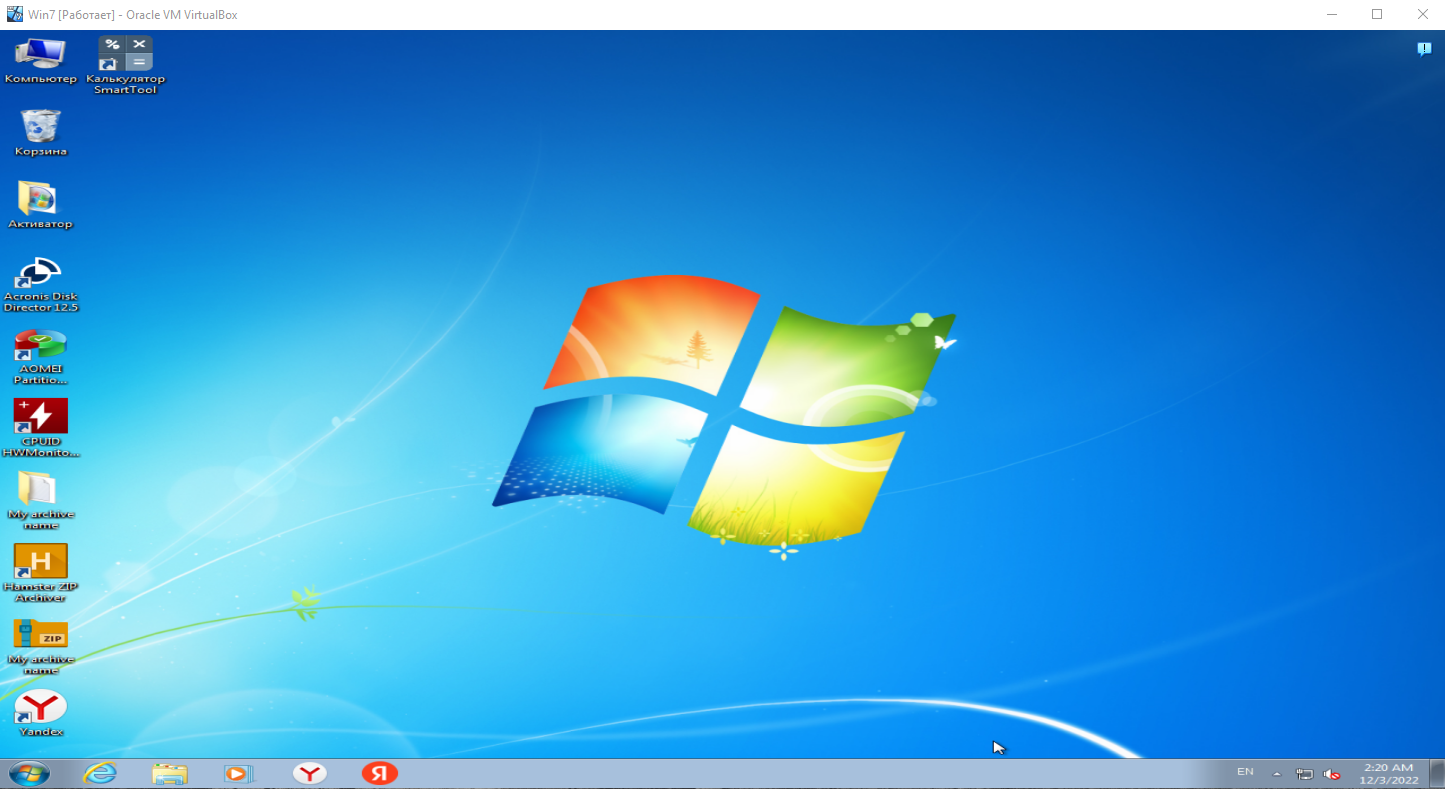 Win7 [Работает] - Oracle VM VirtualBox
Компьютер
Калькулятор
SmartTool
Корзина
Активатор
Acronis Disk
Director 12.5
AOMEI
Partitio...
CPUID
HWMonito...
My archive
name
H
Hamster ZIP
Archiver
ZIP
My archive
name
Y
Yandex
Y
Я
EN
2:20 AM
12/3/2022